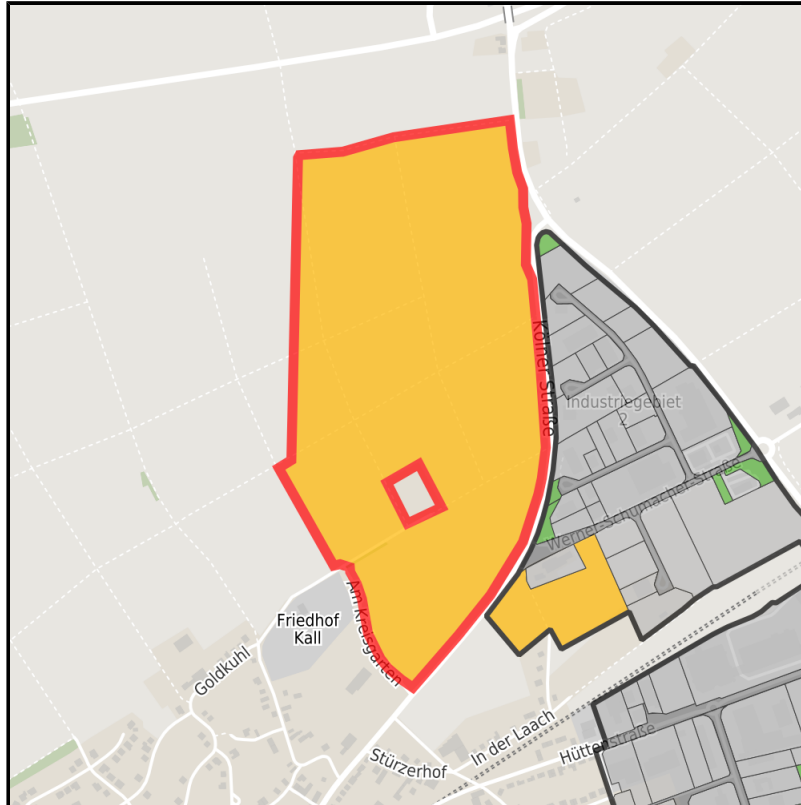 Kölner Straße
Industriegebiet
2
Werner-Schumacher-Straße
Am Kreisgarten
Friedhof
Kall
Goldkuhl
In der Laach
Hüttenstraße
Stürzerhof